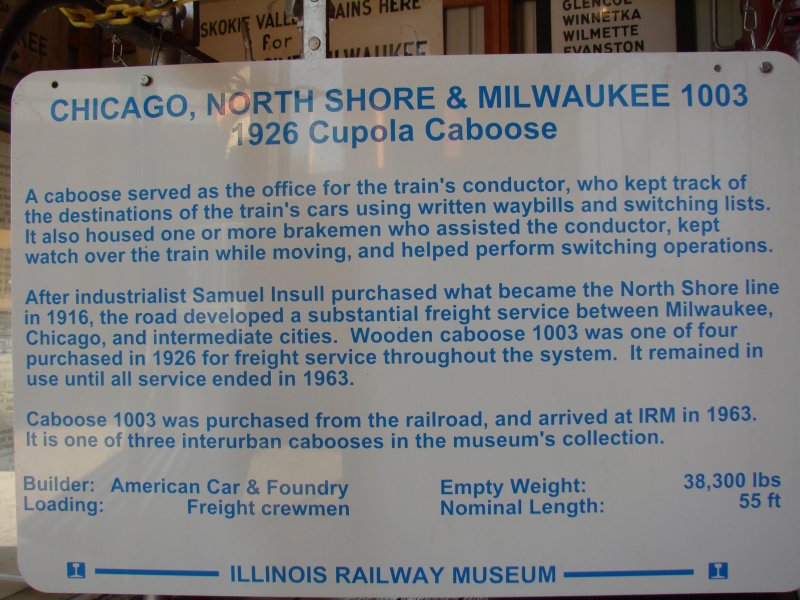 SKOKIE VALLEY TRAINS HERE
for
MILWAUKEE
GLENCOE
WINNETKA
WILMETTE
EVANSTON
CHICAGO, NORTH SHORE & MILWAUKEE 1003
1926 Cupola Caboose
A caboose served as the office for the train's conductor, who kept track of
the destinations of the train's cars using written waybills and switching lists.
It also housed one or more brakemen who assisted the conductor, kept
watch over the train while moving, and helped perform switching operations.
After industrialist Samuel Insull purchased what became the North Shore line
in 1916, the road developed a substantial freight service between Milwaukee,
Chicago, and intermediate cities.  Wooden caboose 1003 was one of four
purchased in 1926 for freight service throughout the system.  It remained in
use until all service ended in 1963.
Caboose 1003 was purchased from the railroad, and arrived at IRM in 1963.
It is one of three interurban cabooses in the museum's collection.
Builder: American Car & Foundry Empty Weight: 38,300 lbs
Loading: Freight crewmen Nominal Length: 55 ft
ILLINOIS RAILWAY MUSEUM